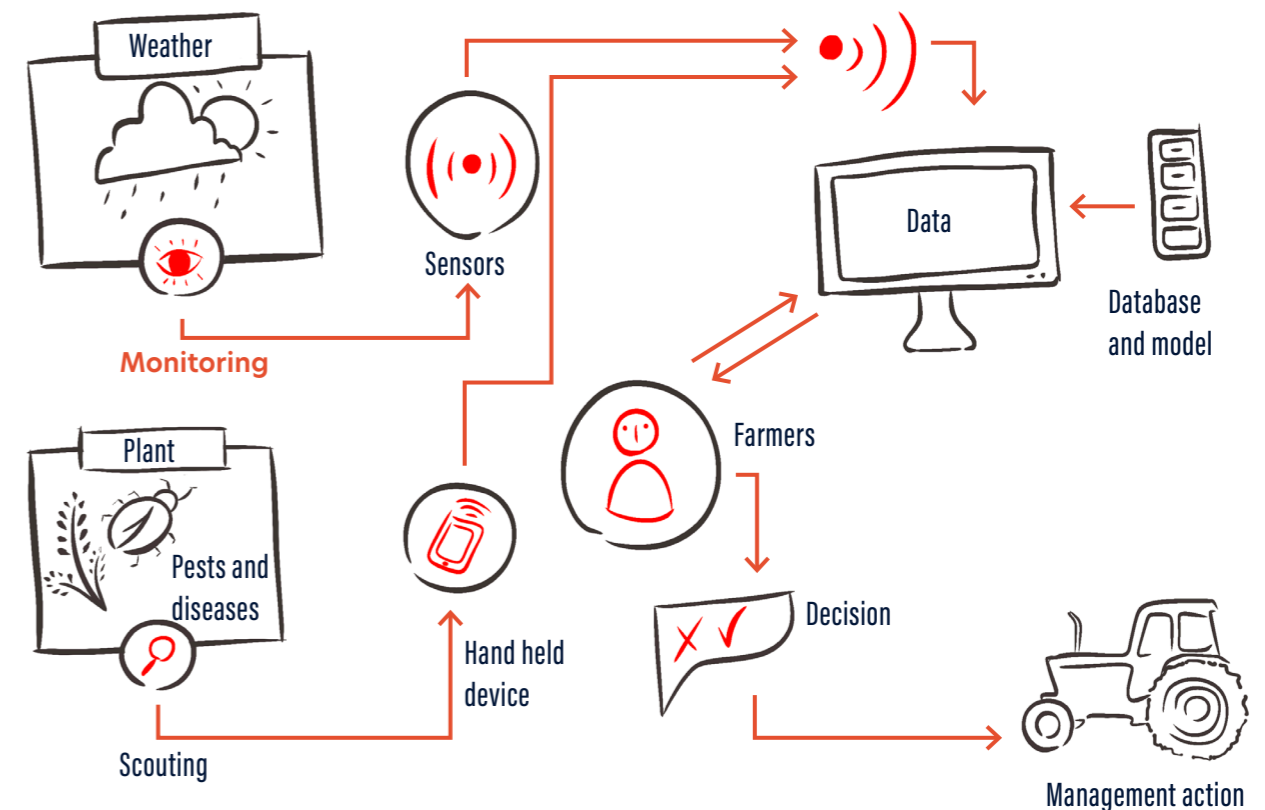 Weather
Sensors
Monitoring
Data
Database
and model
Plant
Pests and
diseases
Scouting
Hand held
device
Farmers
Decision
Management action